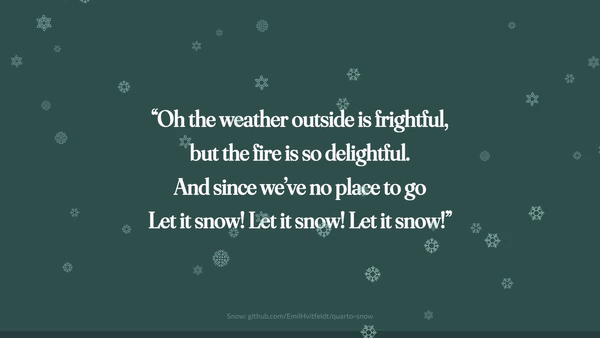 “Oh the weather outside is frightful,
but the fire is so delightful.
And since we’ve no place to go
Let it snow! Let it snow! Let it snow!”
Snow: github.com/EmilHvitfeldt/quarto-snow